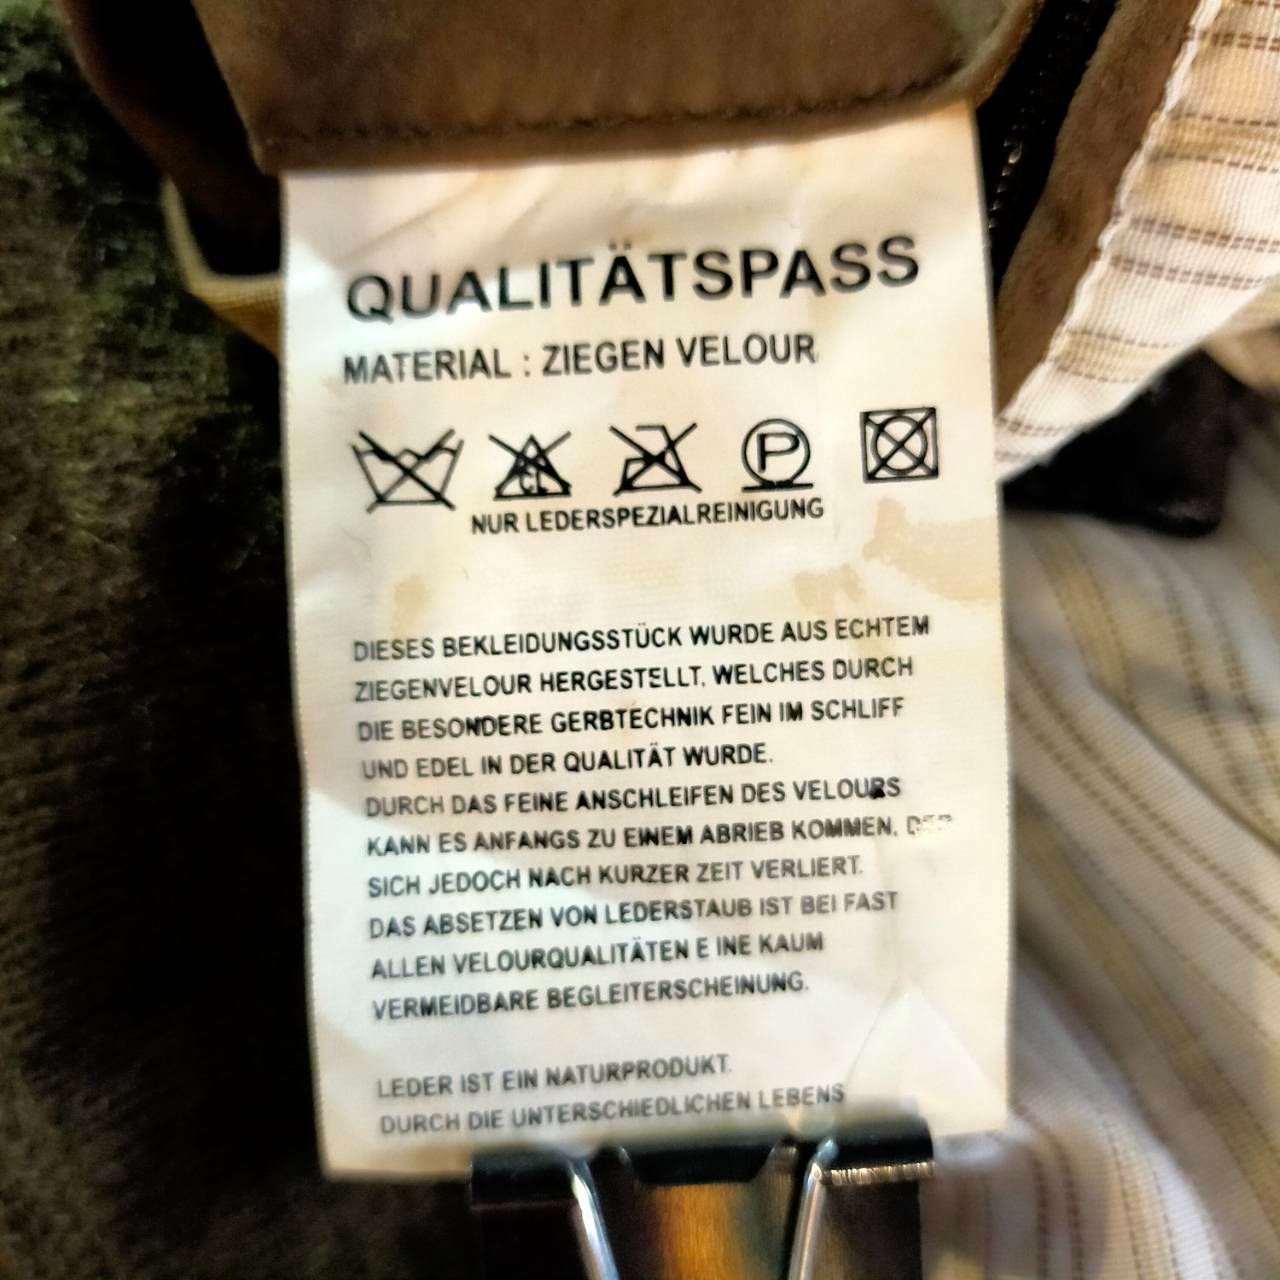 QUALITÄTSPASS
MATERIAL : ZIEGEN VELOUR
CL P
NUR LEDERSPEZIALREINIGUNG
DIESES BEKLEIDUNGSSTÜCK WURDE AUS ECHTEM
ZIEGENVELOUR HERGESTELLT, WELCHES DURCH
DIE BESONDERE GERBTECHNIK FEIN IM SCHLIFF
UND EDEL IN DER QUALITÄT WURDE.
DURCH DAS FEINE ANSCHLEIFEN DES VELOURS
KANN ES ANFANGS ZU EINEM ABRIEB KOMMEN, DER
SICH JEDOCH NACH KURZER ZEIT VERLIERT.
DAS ABSETZEN VON LEDERSTAUB IST BEI FAST
ALLEN VELOURQUALITÄTEN E INE KAUM
VERMEIDBARE BEGLEITERSCHEINUNG.
LEDER IST EIN NATURPRODUKT.
DURCH DIE UNTERSCHIEDLICHEN LEBENS